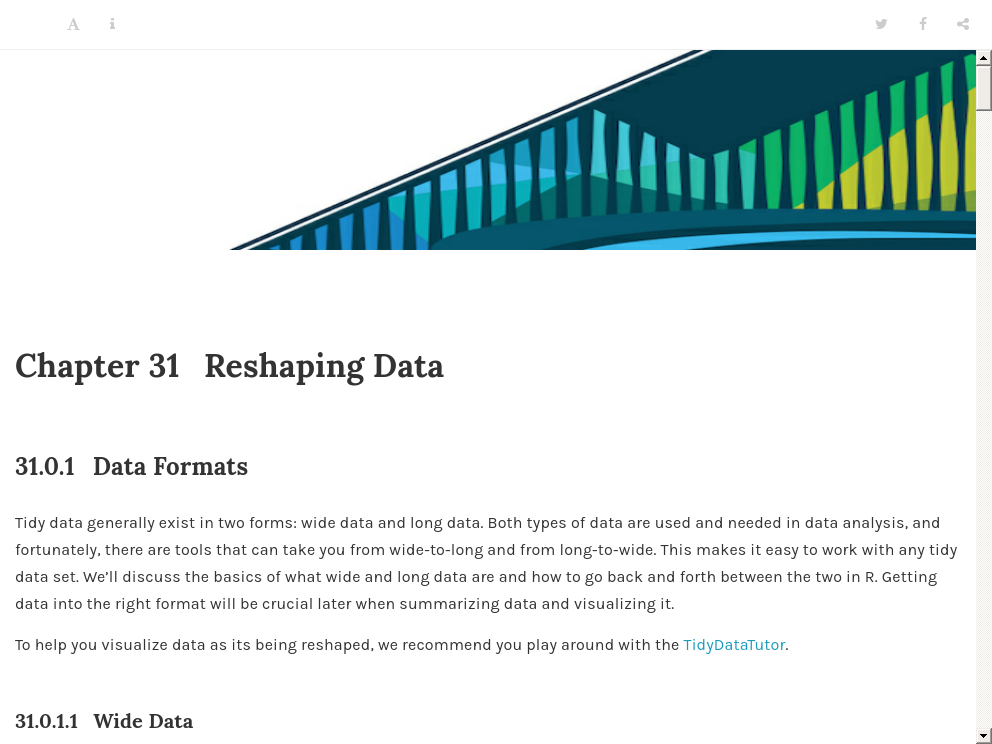 Chapter 31 Reshaping Data
31.0.1 Data Formats
Tidy data generally exist in two forms: wide data and long data. Both types of data are used and needed in data analysis, and
fortunately, there are tools that can take you from wide-to-long and from long-to-wide. This makes it easy to work with any tidy
data set. We’ll discuss the basics of what wide and long data are and how to go back and forth between the two in R. Getting
data into the right format will be crucial later when summarizing data and visualizing it.
To help you visualize data as its being reshaped, we recommend you play around with the TidyDataTutor.
31.0.1.1 Wide Data